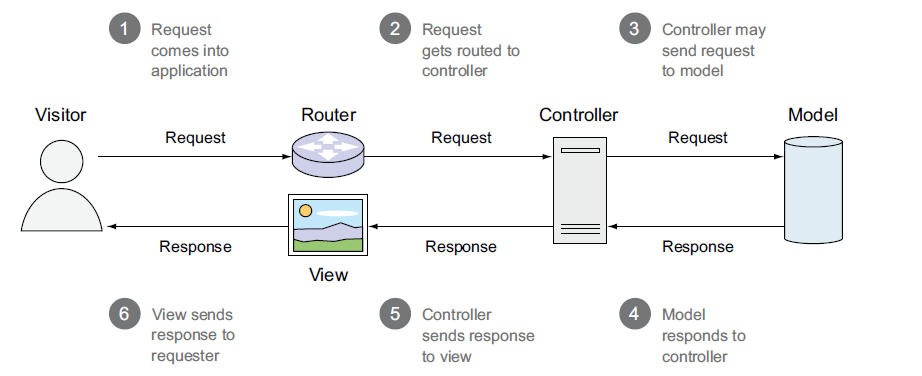 1 Request
comes into
application
2 Request
gets routed to
controller
3 Controller may
send request
to model
Visitor
Router
Controller
Model
Request
Request
Request
Response
Response
Response
View
6 View sends
response to
requester
5 Controller
sends response
to view
4 Model
responds to
controller